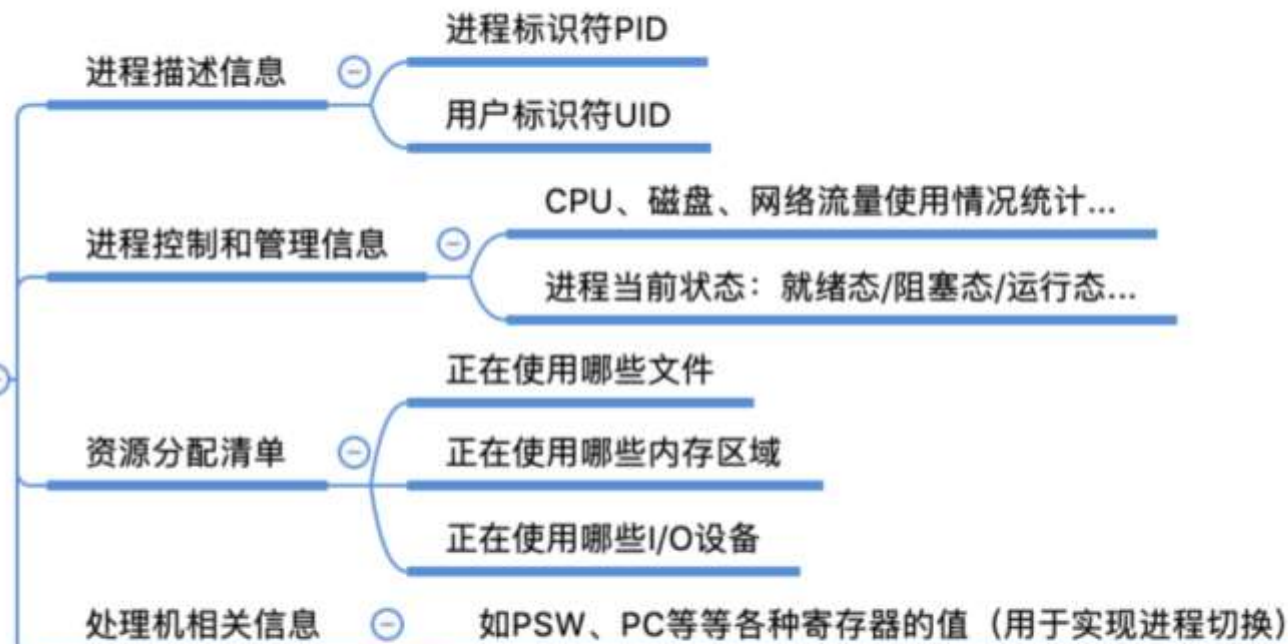 进程标识符PID
进程描述信息
用户标识符UID
CPU、磁盘、网络流量使用情况统计...
进程控制和管理信息
进程当前状态：就绪态/阻塞态/运行态...
正在使用哪些文件
资源分配清单
正在使用哪些内存区域
正在使用哪些I/O设备
处理机相关信息
如PSW、PC等等各种寄存器的值（用于实现进程切换）